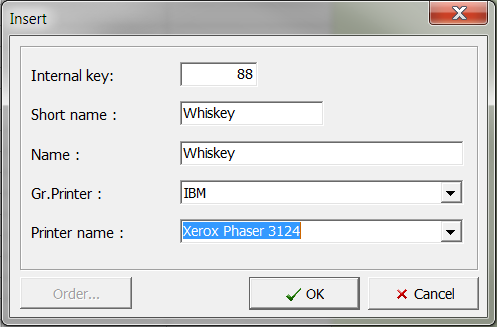 Insert
Internal key: 88
Short name : Whiskey
Name : Whiskey
Gr.Printer : IBM
Printer name : Xerox Phaser 3124
Order... OK Cancel